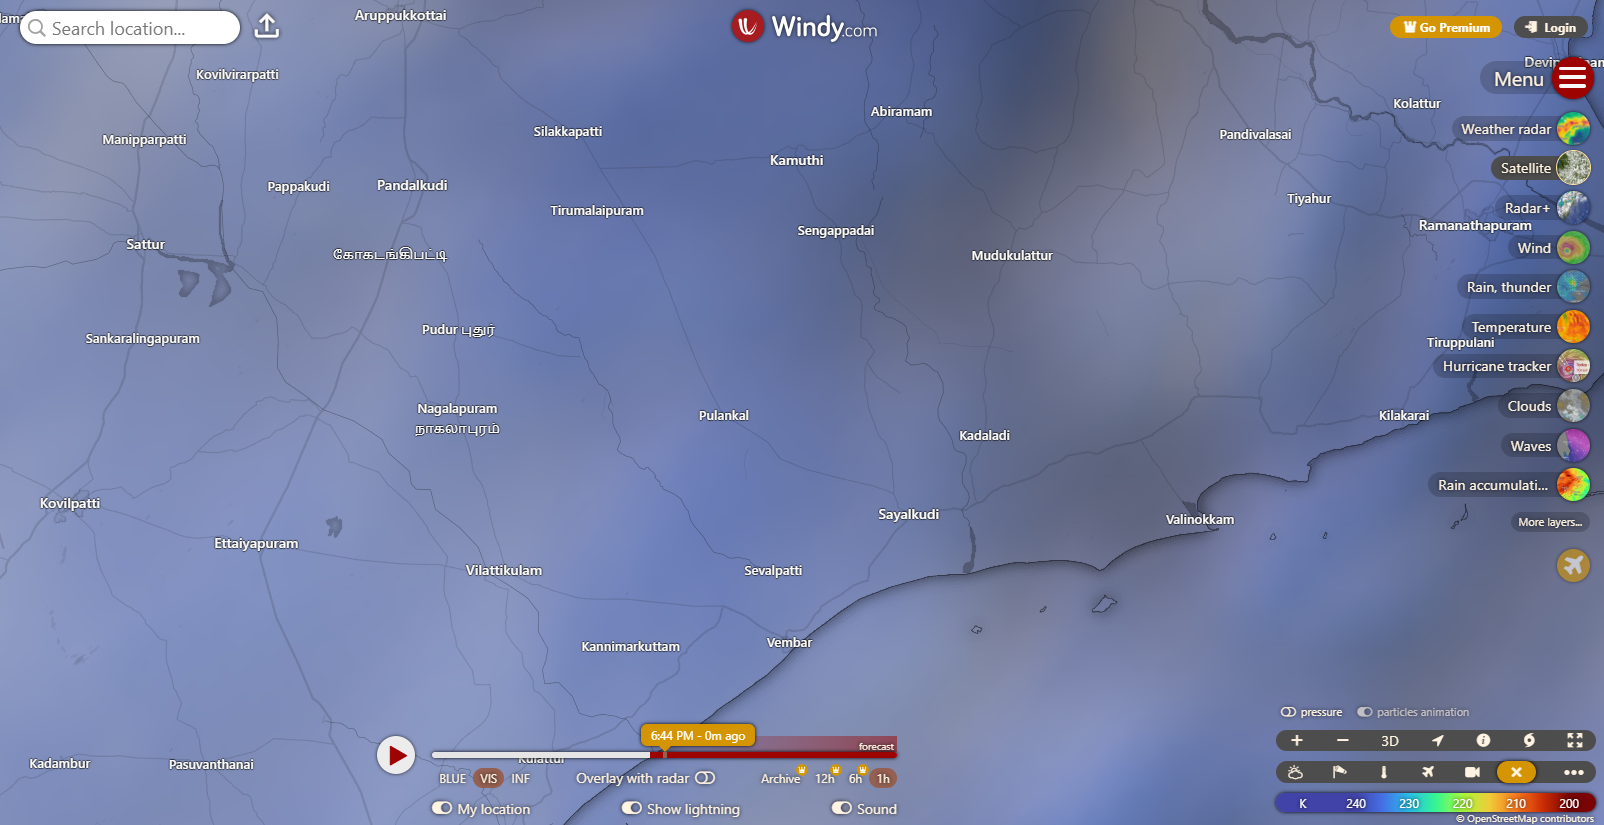 Search location...
Windy.com
Go Premium
Login
Menu
Weather radar
Satellite
Radar+
Wind
Rain, thunder
Temperature
Hurricane tracker
Clouds
Waves
Rain accumulati...
More layers...
Aruppukkottai
Kovilvirarpatti
Abiramam
Kolattur
Silakkapatti
Pandivalasai
Manipparpatti
Kamuthi
Pappakudi
Pandalkudi
Tiyahur
Tirumalaipuram
Ramanathapuram
Sengappadai
Sattur
கோகடங்கிபட்டி
Mudukulattur
Pudur புதுர்
Sankaralingapuram
Tiruppulani
Nagalapuram
நாகலாபுரம்
Pulankal
Kilakarai
Kadaladi
Kovilpatti
Sayalkudi
Valinokkam
Ettaiyapuram
Vilattikulam
Sevalpatti
Kannimarkuttam
Vembar
Kadambur
Pasuvanthanai
Kulattur
6:44 PM - 0m ago
forecast
BLUE VIS INF
Overlay with radar
Archive 12h 6h 1h
My location
Show lightning
Sound
pressure
particles animation
3D
K 240 230 220 210 200
© OpenStreetMap contributors